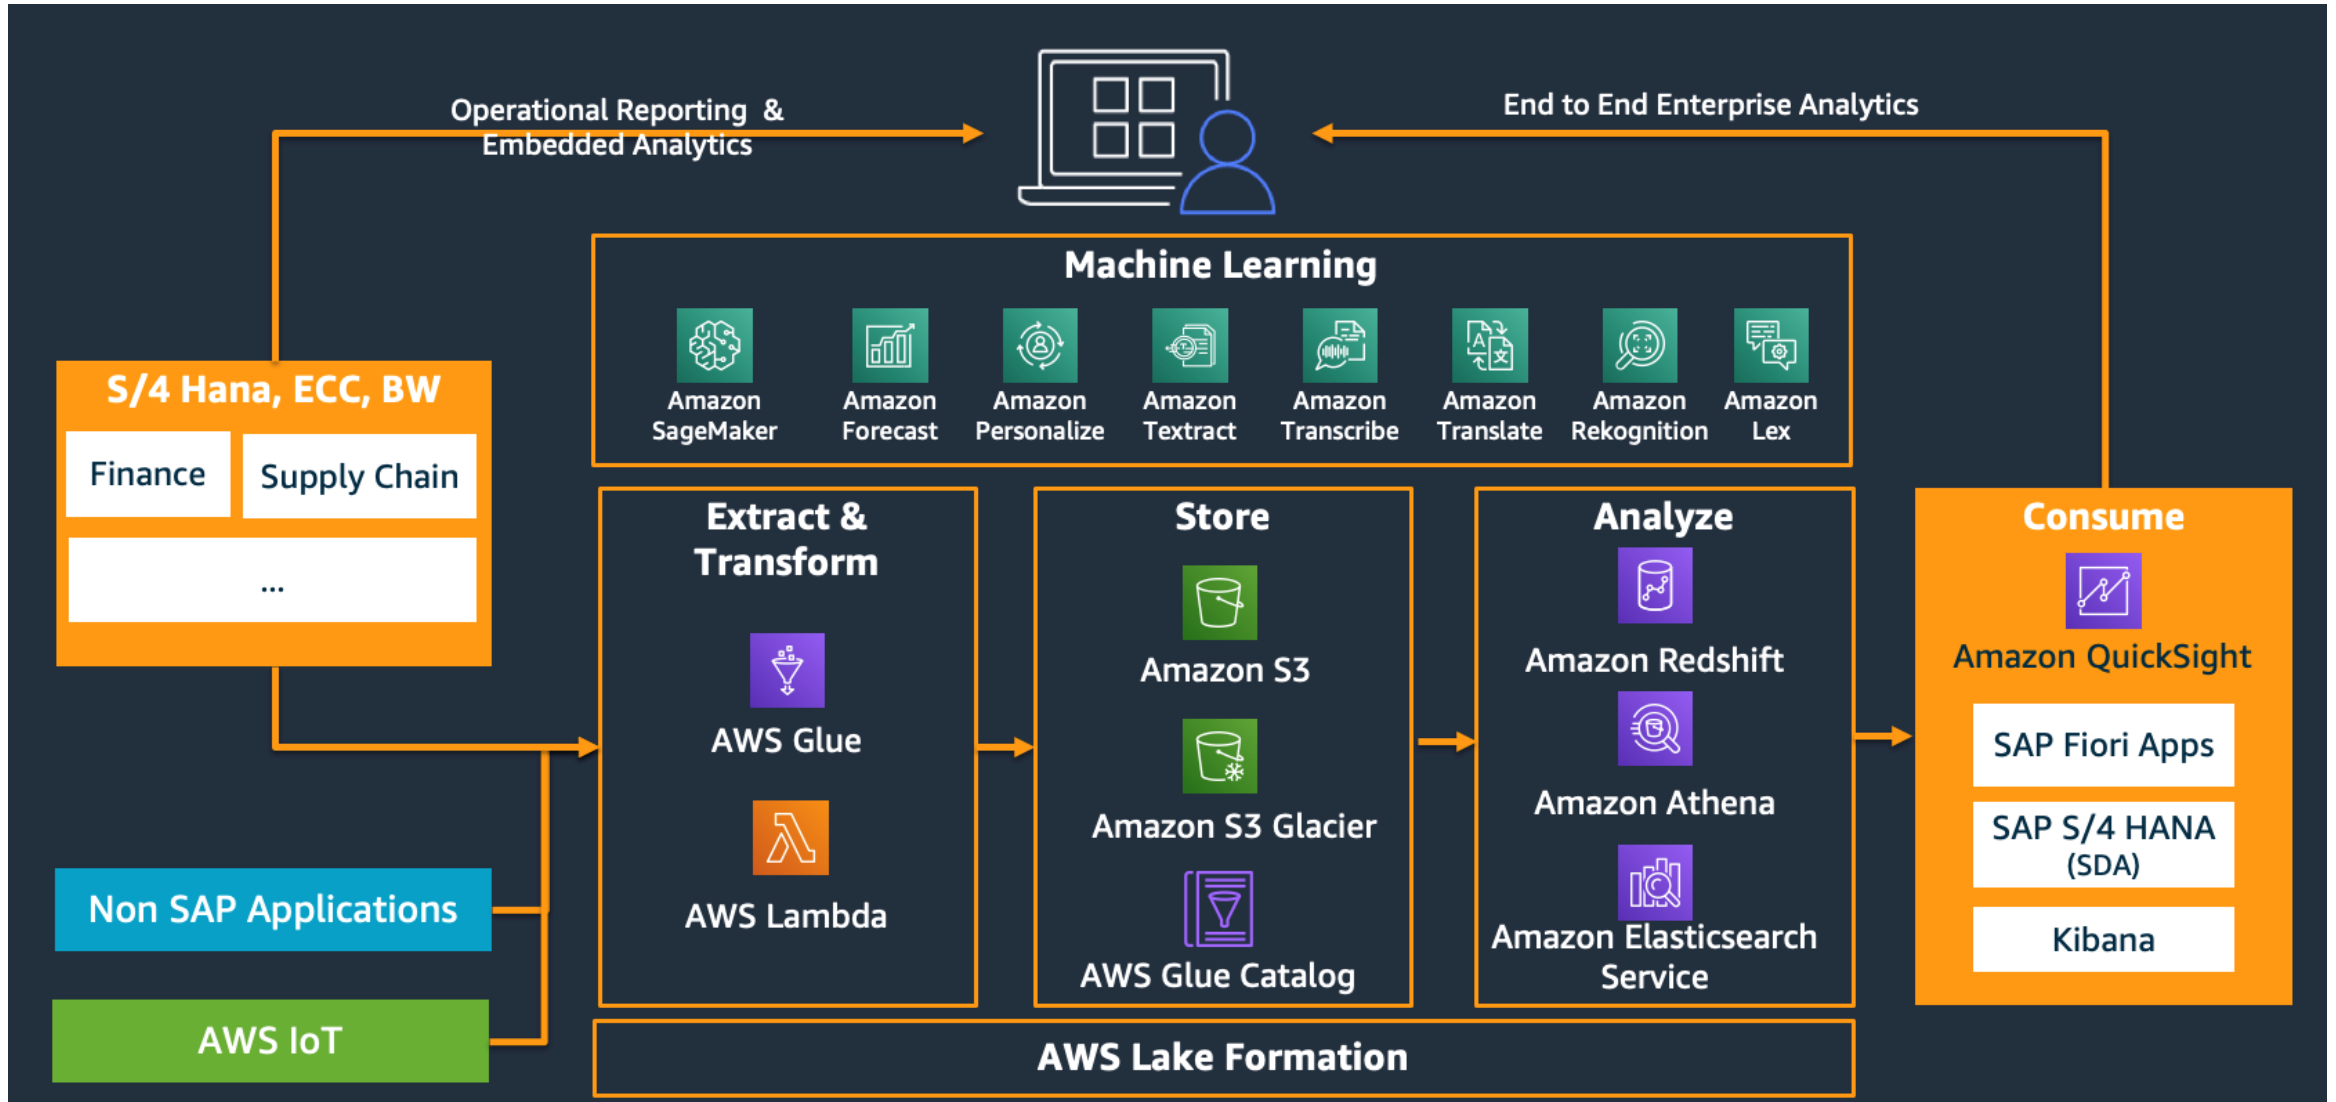 Operational Reporting &
Embedded Analytics
End to End Enterprise Analytics
Machine Learning
Amazon
SageMaker
Amazon
Forecast
Amazon
Personalize
Amazon
Textract
Amazon
Transcribe
Amazon
Translate
Amazon
Rekognition
Amazon
Lex
S/4 Hana, ECC, BW
Finance
Supply Chain
...
Non SAP Applications
AWS IoT
Extract &
Transform
AWS Glue
AWS Lambda
Store
Amazon S3
Amazon S3 Glacier
AWS Glue Catalog
Analyze
Amazon Redshift
Amazon Athena
Amazon Elasticsearch
Service
Consume
Amazon QuickSight
SAP Fiori Apps
SAP S/4 HANA
(SDA)
Kibana
AWS Lake Formation